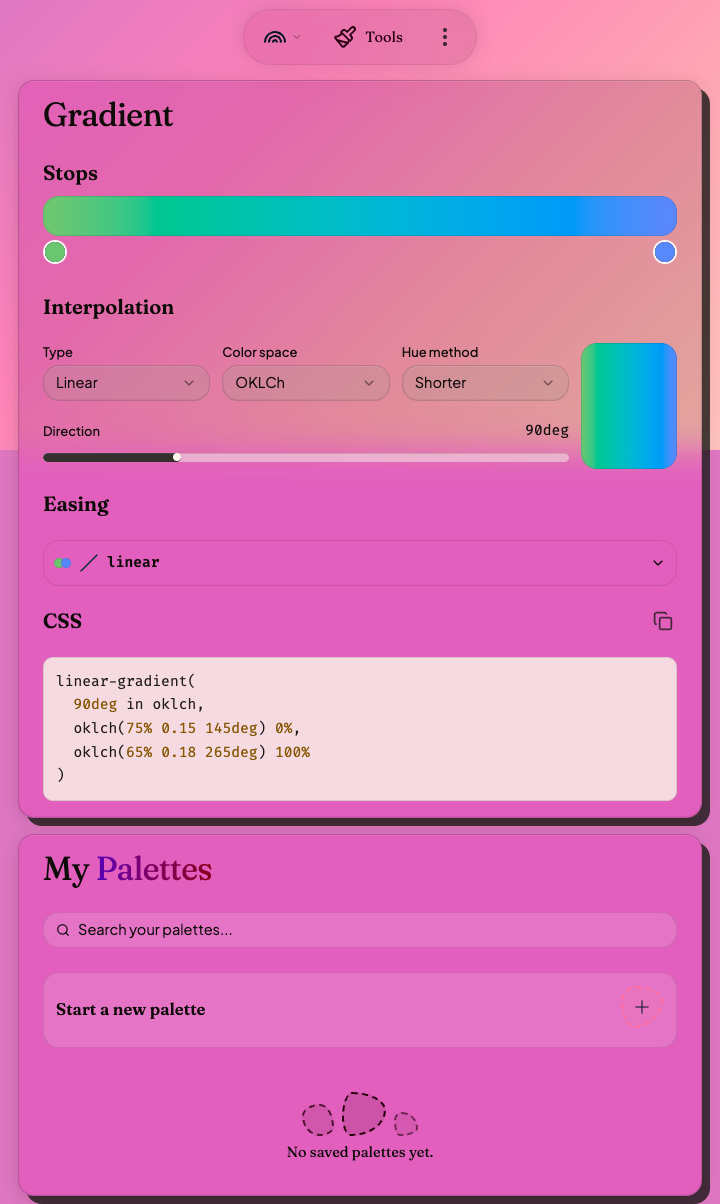 Tools
Gradient
Stops
Interpolation
Type
Color space
Hue method
Linear
OKLCh
Shorter
Direction
90deg
Easing
linear
CSS
linear-gradient(
90deg in oklch,
oklch(75% 0.15 145deg) 0%,
oklch(65% 0.18 265deg) 100%
)
My Palettes
Search your palettes...
Start a new palette
No saved palettes yet.